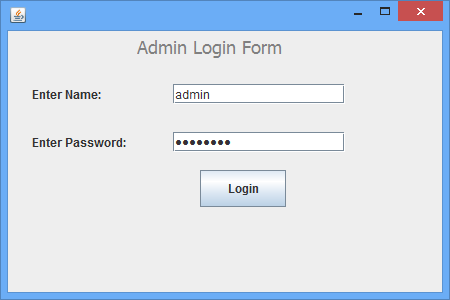 Admin Login Form
Enter Name: admin
Enter Password: ••••••••
Login